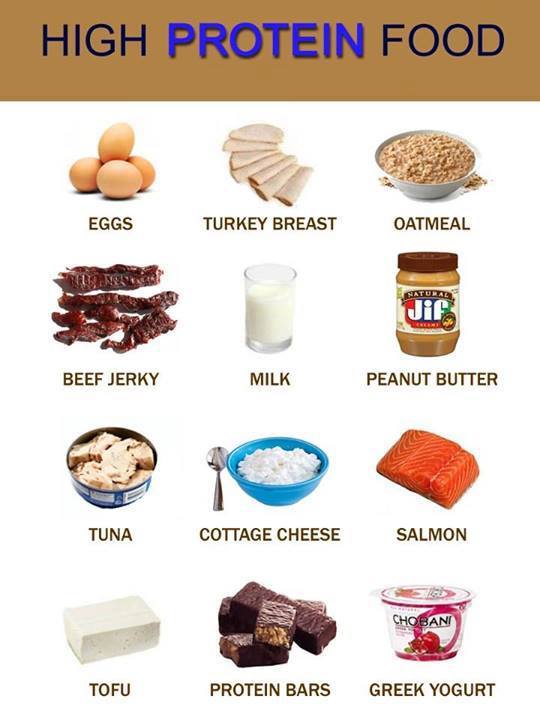 HIGH PROTEIN FOOD
EGGS
TURKEY BREAST
OATMEAL
NATURAL
Jif
CREAMY
BEEF JERKY
MILK
PEANUT BUTTER
TUNA
COTTAGE CHEESE
SALMON
CHOBANI
TOFU
PROTEIN BARS
GREEK YOGURT